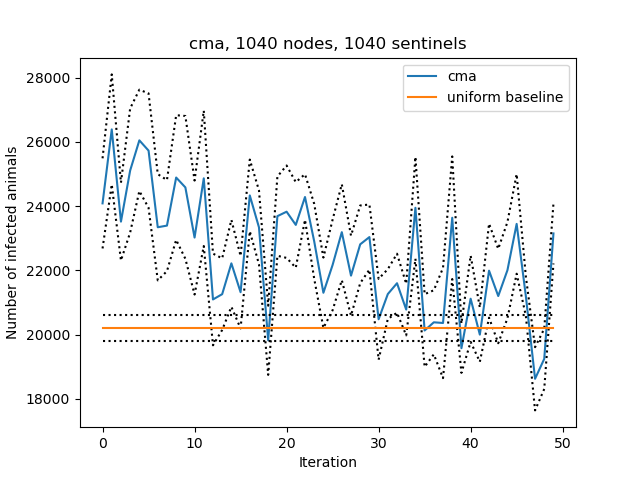 cma, 1040 nodes, 1040 sentinels
cma
uniform baseline
Number of infected animals
28000
26000
24000
22000
20000
18000
0 10 20 30 40 50
Iteration